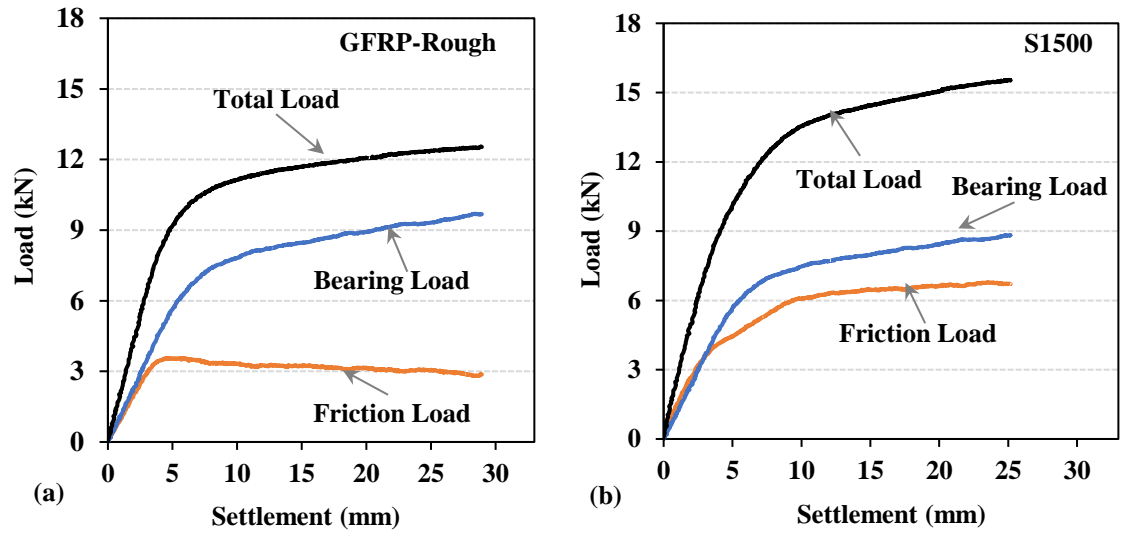 GFRP-Rough
Total Load
Bearing Load
Friction Load
Load (kN)
18
15
12
9
6
3
0
0 5 10 15 20 25 30
Settlement (mm)
(a)
S1500
Total Load
Bearing Load
Friction Load
Load (kN)
18
15
12
9
6
3
0
0 5 10 15 20 25 30
Settlement (mm)
(b)